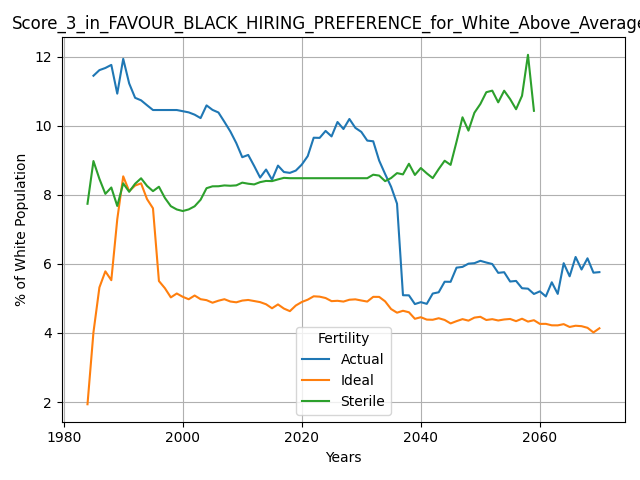 Score_3_in_FAVOUR_BLACK_HIRING_PREFERENCE_for_White_Above_Average
12
10
8
6
4
2
% of White Population
1980
2000
2020
2040
2060
Years
Fertility
Actual
Ideal
Sterile